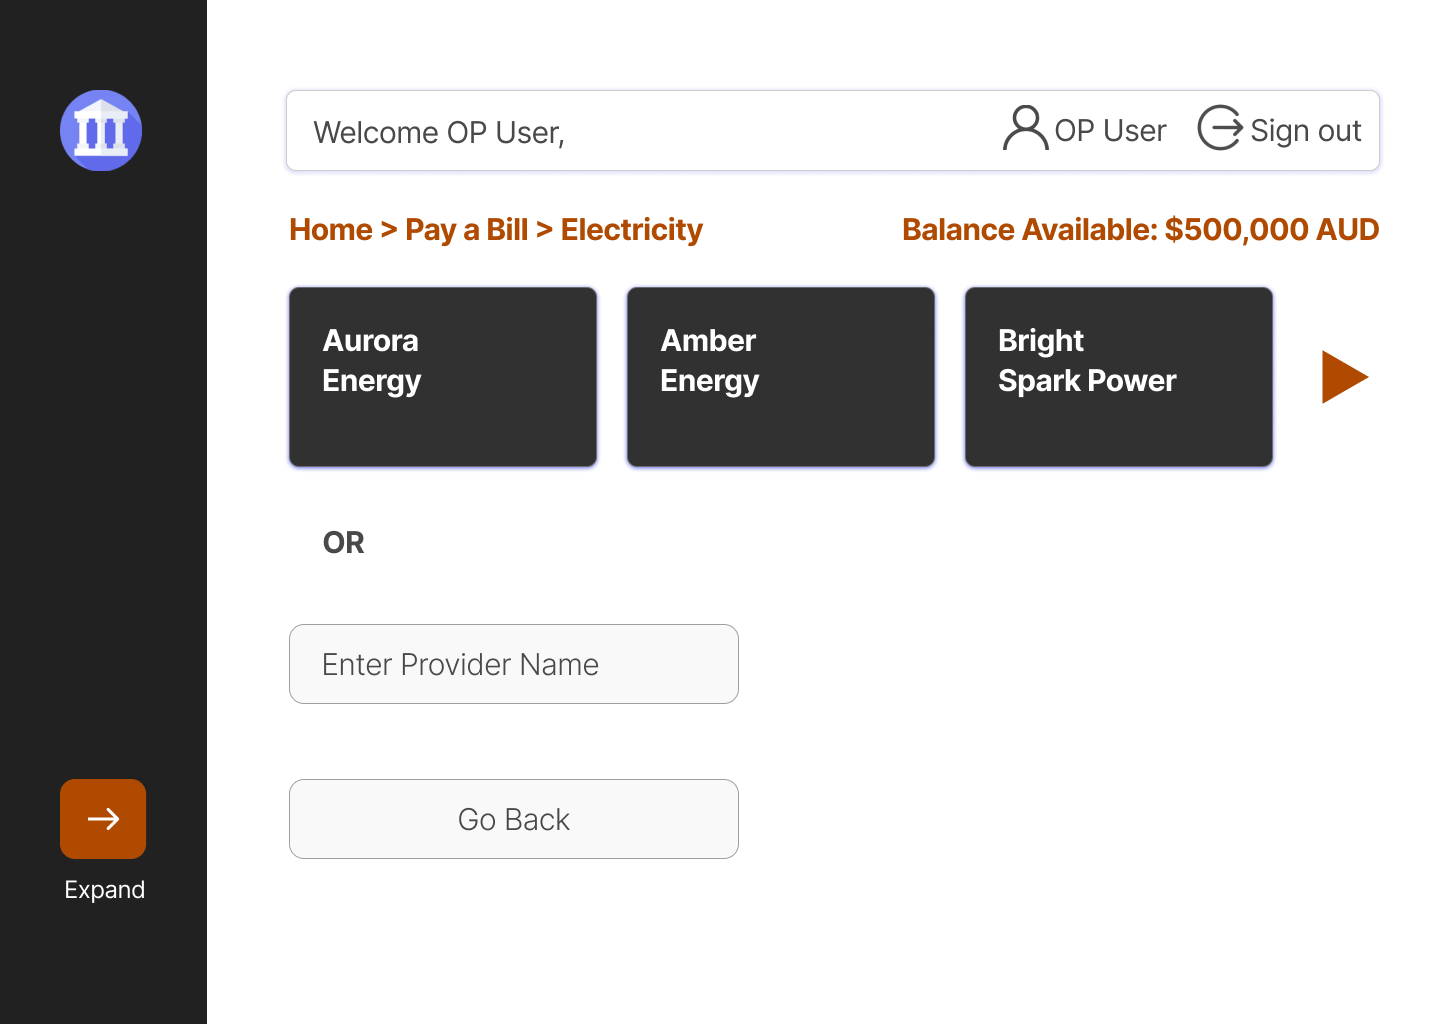 Welcome OP User,
OP User
Sign out
Home > Pay a Bill > Electricity
Balance Available: $500,000 AUD
Aurora
Energy
Amber
Energy
Bright
Spark Power
OR
Enter Provider Name
Go Back
Expand